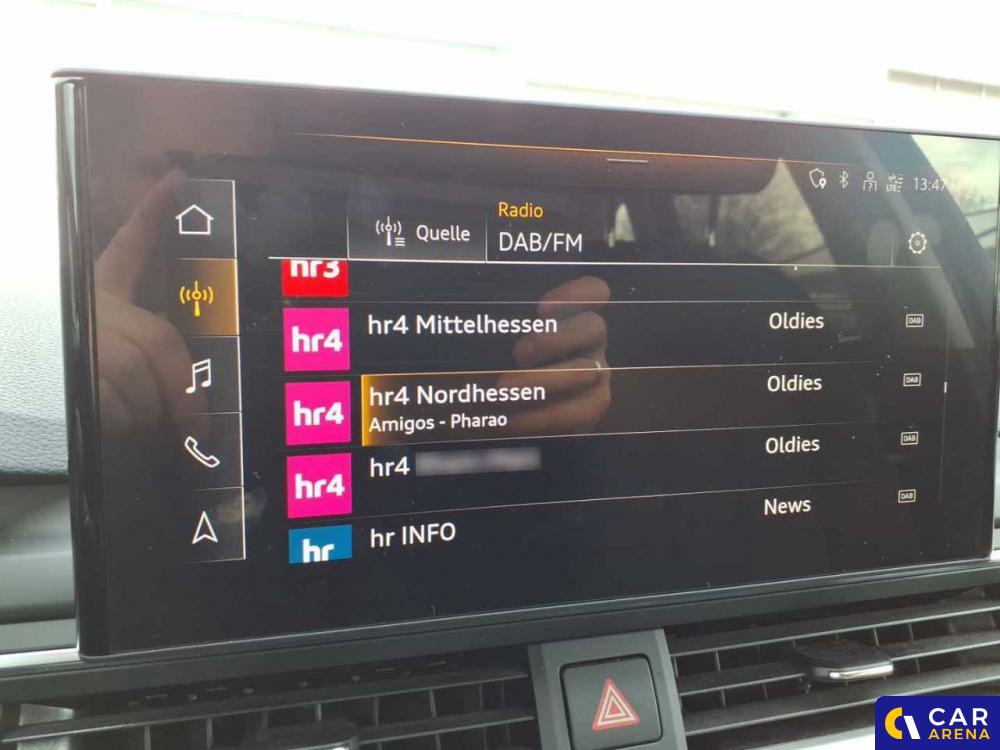 13:47
LTE
Radio
Quelle
DAB/FM
hr3
hr4
hr4 Mittelhessen
Oldies
DAB
hr4
hr4 Nordhessen
Amigos - Pharao
Oldies
DAB
hr4
hr4
Oldies
DAB
hr
hr INFO
News
DAB
CAR
ARENA